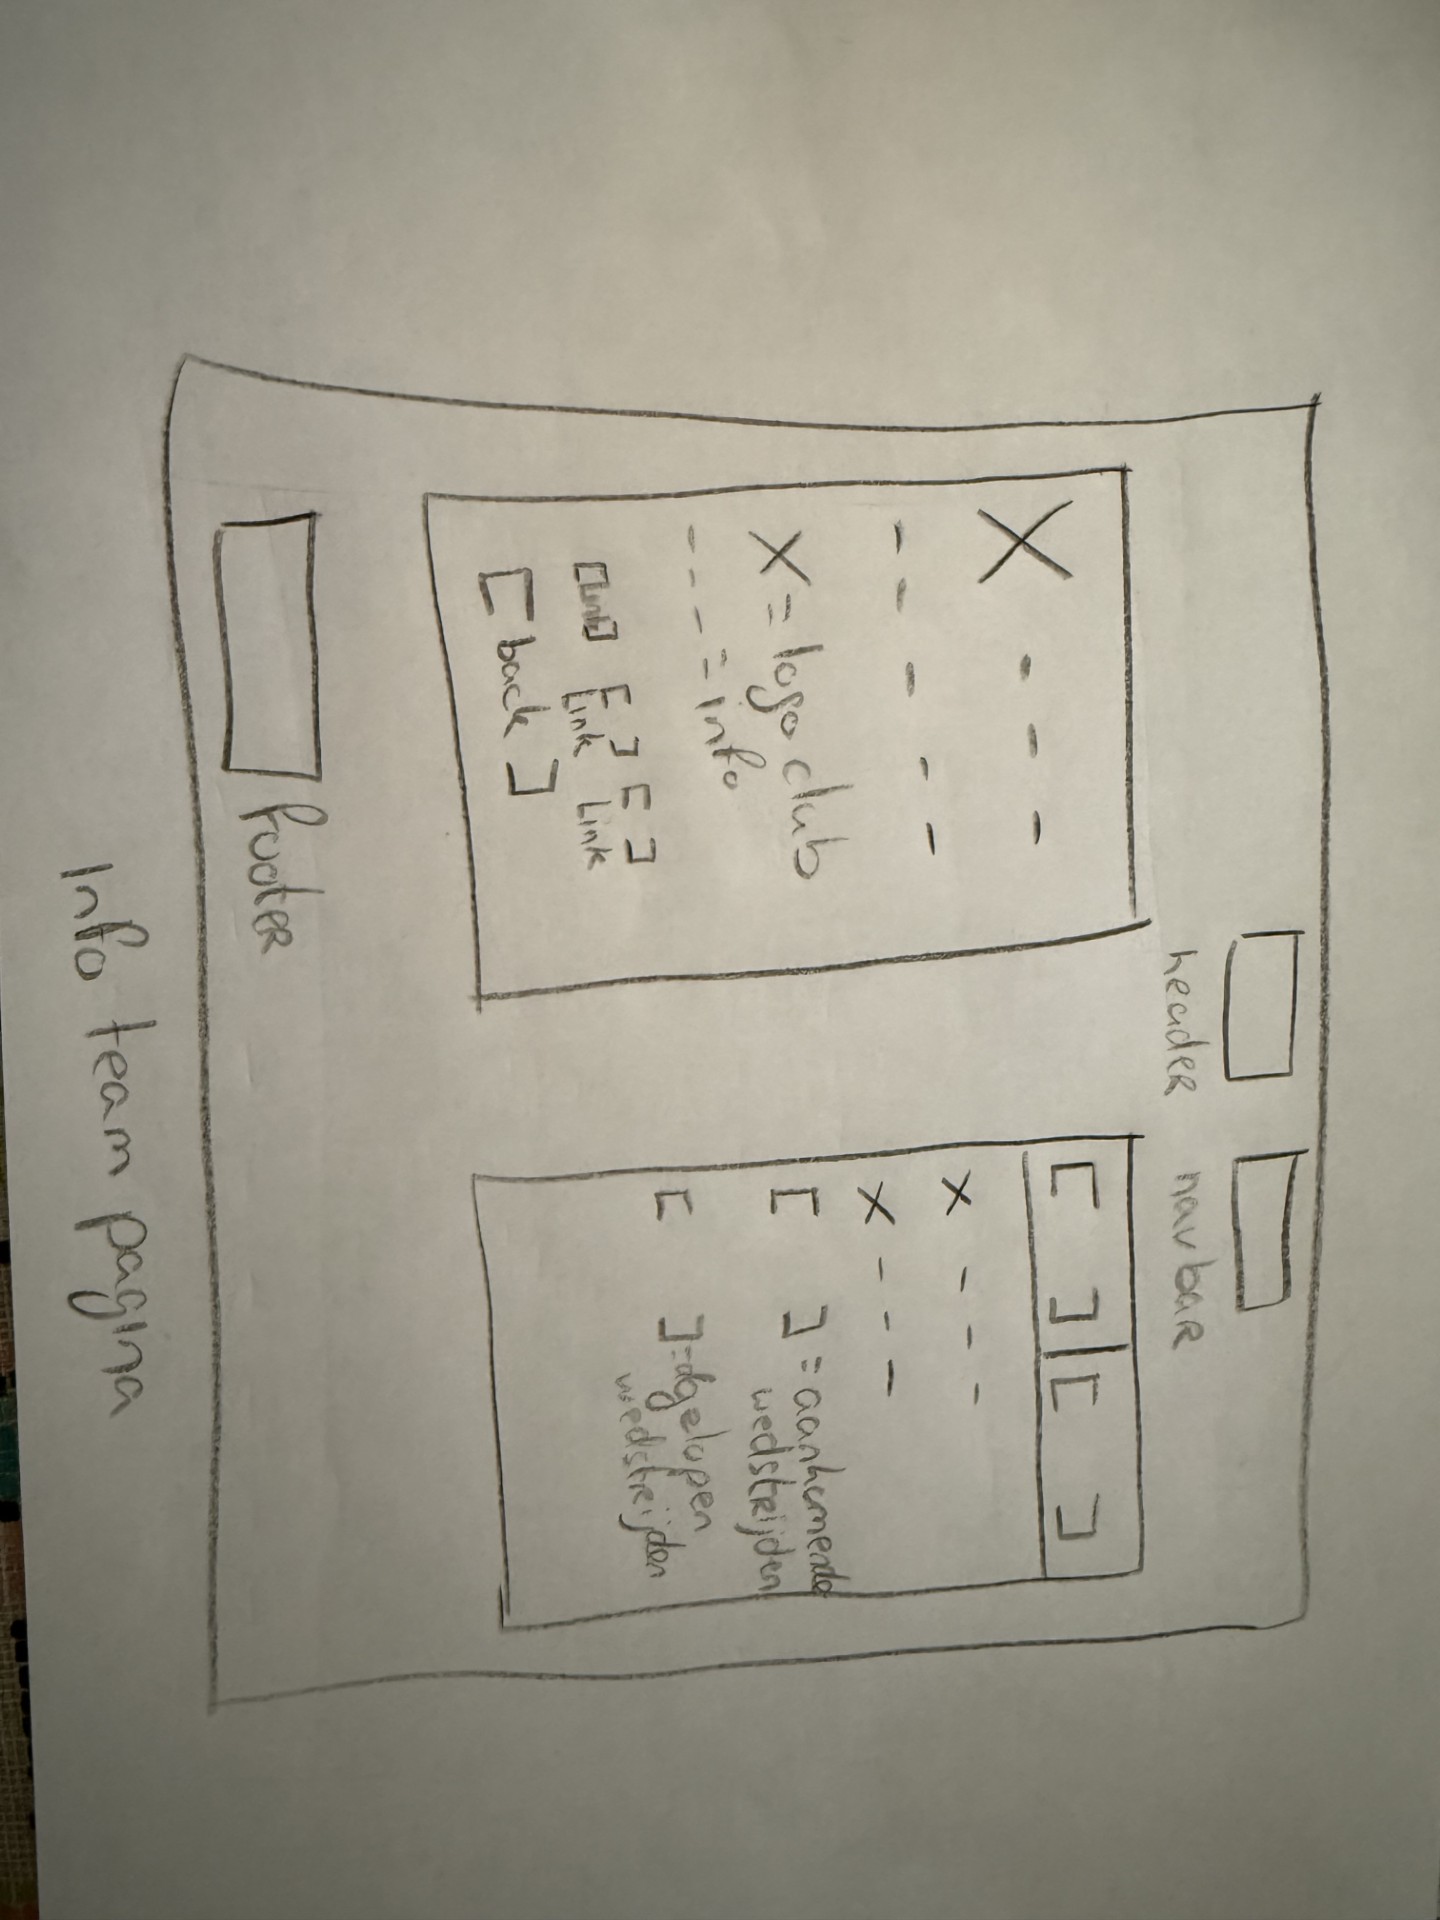 header
navbar
X - - -
- - - - -
X = logo club
- - - = info
[Link] [ ] [ ]
Link Link
[back]
[ ] [ ]
x - - -
x - - -
[ ] = aankomende
wedstrijden
[ ] = afgelopen
wedstrijden
footer
Info team pagina